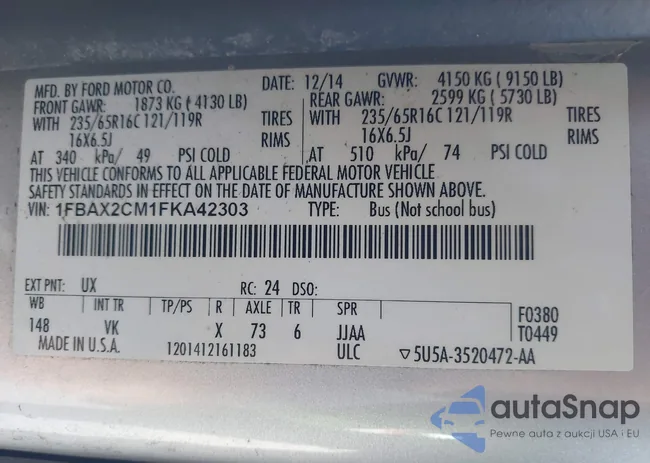 MFD. BY FORD MOTOR CO. DATE: 12/14 GVWR: 4150 KG ( 9150 LB)
FRONT GAWR: 1873 KG ( 4130 LB) REAR GAWR: 2599 KG ( 5730 LB)
WITH 235/65R16C 121/119R TIRES WITH 235/65R16C 121/119R TIRES
16X6.5J RIMS 16X6.5J RIMS
AT 340 kPa/ 49 PSI COLD AT 510 kPa/ 74 PSI COLD
THIS VEHICLE CONFORMS TO ALL APPLICABLE FEDERAL MOTOR VEHICLE
SAFETY STANDARDS IN EFFECT ON THE DATE OF MANUFACTURE SHOWN ABOVE.
VIN: 1FBAX2CM1FKA42303 TYPE: Bus (Not school bus)
EXT PNT: UX RC: 24 DSO:
WB INT TR TP/PS R AXLE TR SPR F0380
148 VK X 73 6 JJAA T0449
MADE IN U.S.A. 1201412161183 ULC ▽5U5A-3520472-AA
autaSnap
Pewne auta z aukcji USA i EU